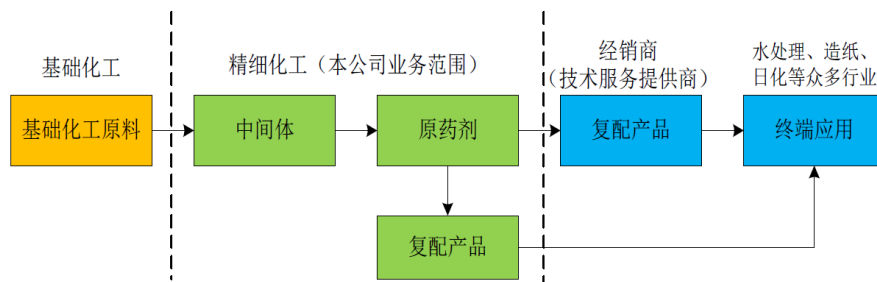 基础化工
精细化工（本公司业务范围）
经销商
（技术服务提供商）
水处理、造纸、
日化等众多行业
基础化工原料
中间体
原药剂
复配产品
终端应用
复配产品